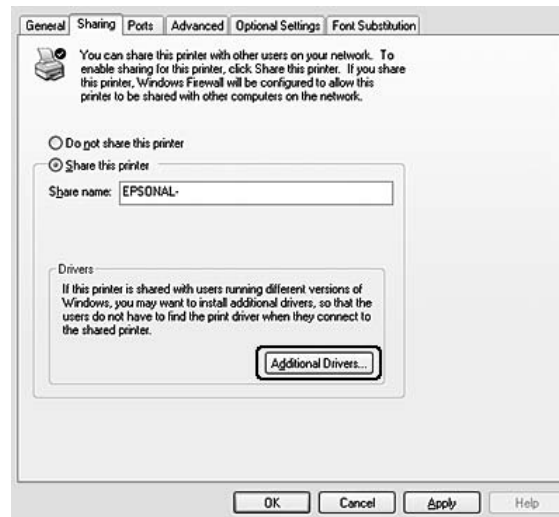 General Sharing Ports Advanced Optional Settings Font Substitution
You can share this printer with other users on your network. To
enable sharing for this printer, click Share this printer. If you share
this printer, Windows Firewall will be configured to allow this
printer to be shared with other computers on the network.
Do not share this printer
Share this printer
Share name: EPSONAL-
Drivers
If this printer is shared with users running different versions of
Windows, you may want to install additional drivers, so that the
users do not have to find the print driver when they connect to
the shared printer.
Additional Drivers...
OK Cancel Apply Help